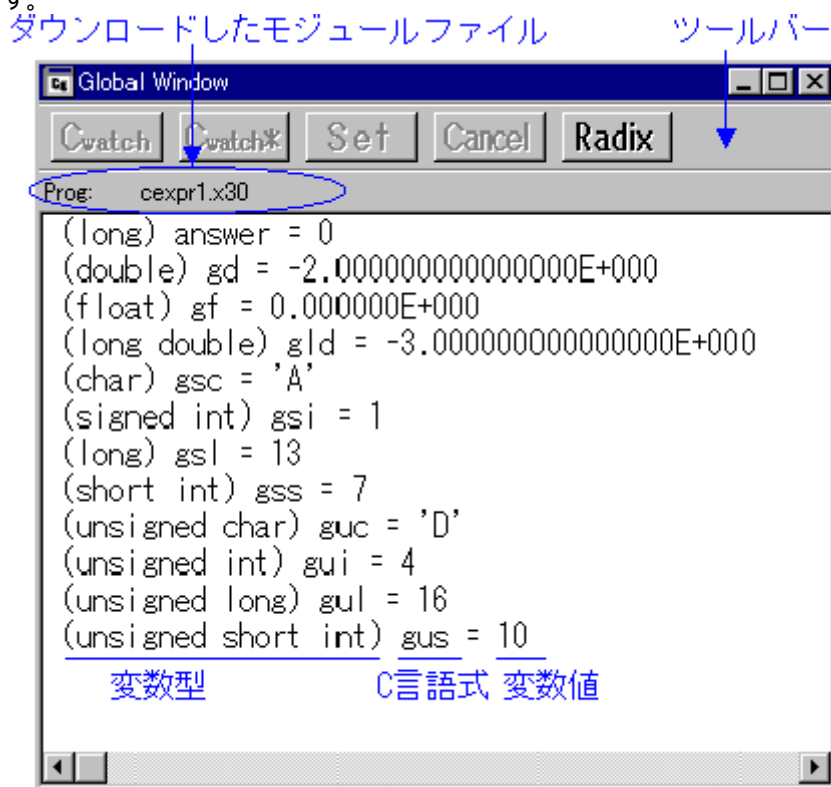 す。
ダウンロードしたモジュールファイル ツールバー
Global Window
Cwatch Cwatch* Set Cancel Radix
Prog: cexpr1.x30
(long) answer = 0
(double) gd = -2.000000000000000E+000
(float) gf = 0.000000E+000
(long double) gld = -3.000000000000000E+000
(char) gsc = 'A'
(signed int) gsi = 1
(long) gsl = 13
(short int) gss = 7
(unsigned char) guc = 'D'
(unsigned int) gui = 4
(unsigned long) gul = 16
(unsigned short int) gus = 10
変数型 C言語式 変数値